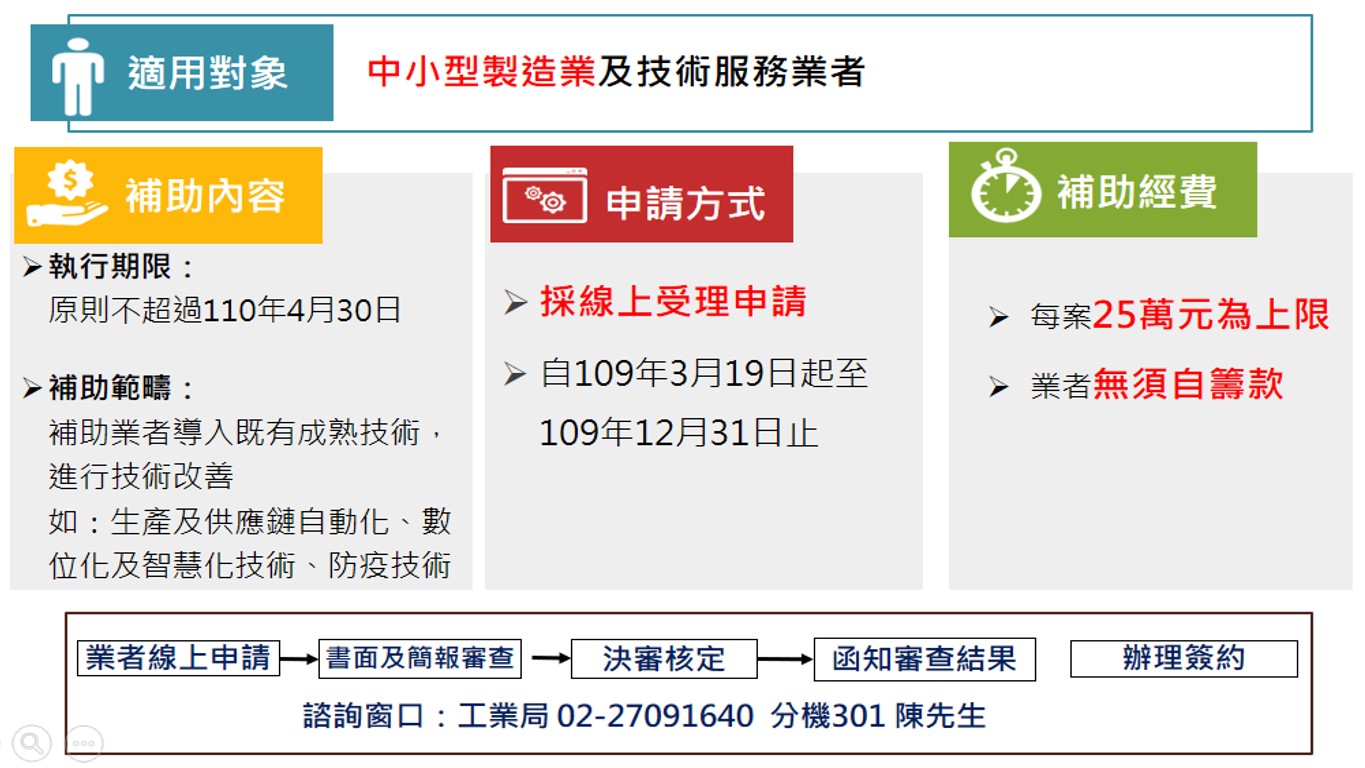 適用對象
中小型製造業及技術服務業者
補助內容
➢執行期限：
原則不超過110年4月30日
➢補助範疇：
補助業者導入既有成熟技術，
進行技術改善
如：生產及供應鏈自動化、數
位化及智慧化技術、防疫技術
申請方式
➢ 採線上受理申請
➢ 自109年3月19日起至
109年12月31日止
補助經費
➢ 每案25萬元為上限
➢ 業者無須自籌款
業者線上申請
書面及簡報審查
決審核定
函知審查結果
辦理簽約
諮詢窗口：工業局 02-27091640 分機301 陳先生